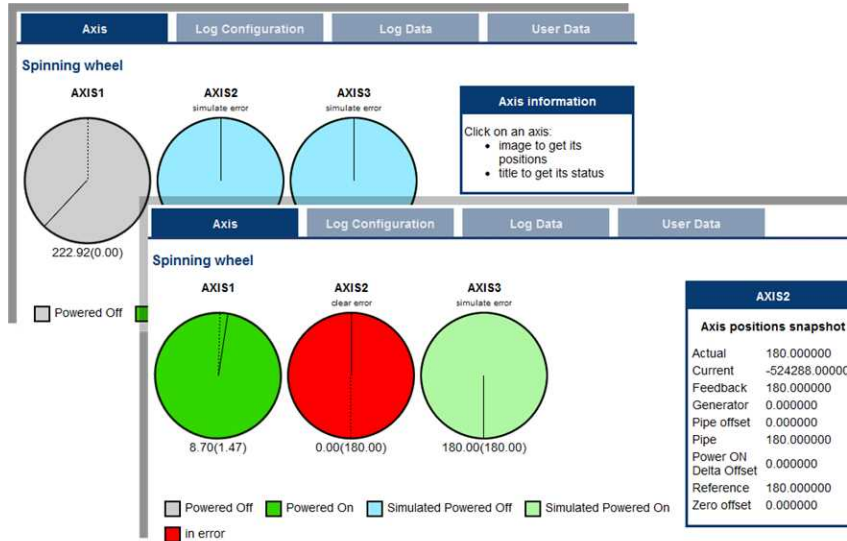 Axis
Log Configuration
Log Data
User Data
Spinning wheel
AXIS1
AXIS2
AXIS3
simulate error
simulate error
Axis information
Click on an axis:
• image to get its
positions
• title to get its status
222.92(0.00)
Powered Off
Axis
Log Configuration
Log Data
User Data
Spinning wheel
AXIS1
AXIS2
AXIS3
clear error
simulate error
8.70(1.47)
0.00(180.00)
180.00(180.00)
Powered Off
Powered On
Simulated Powered Off
Simulated Powered On
in error
AXIS2
Axis positions snapshot
Actual 180.000000
Current -524288.00000
Feedback 180.000000
Generator 0.000000
Pipe offset 0.000000
Pipe 180.000000
Power ON
Delta Offset 0.000000
Reference 180.000000
Zero offset 0.000000